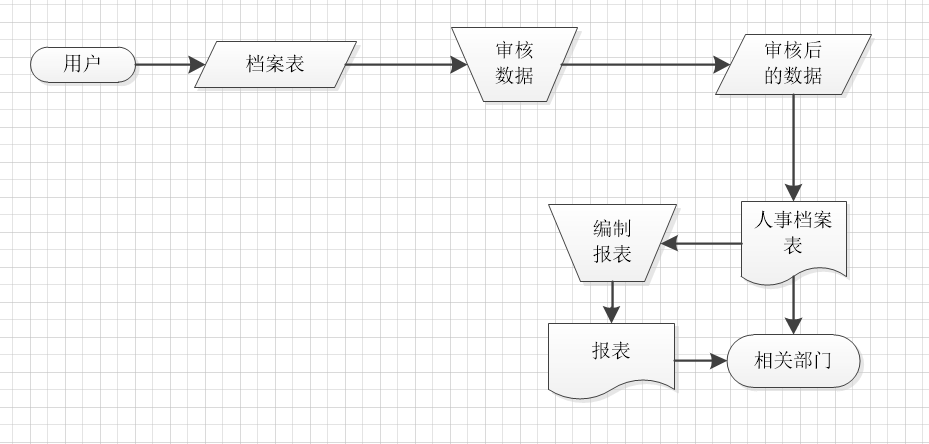 用户
档案表
审核
数据
审核后
的数据
人事档案
表
编制
报表
报表
相关部门